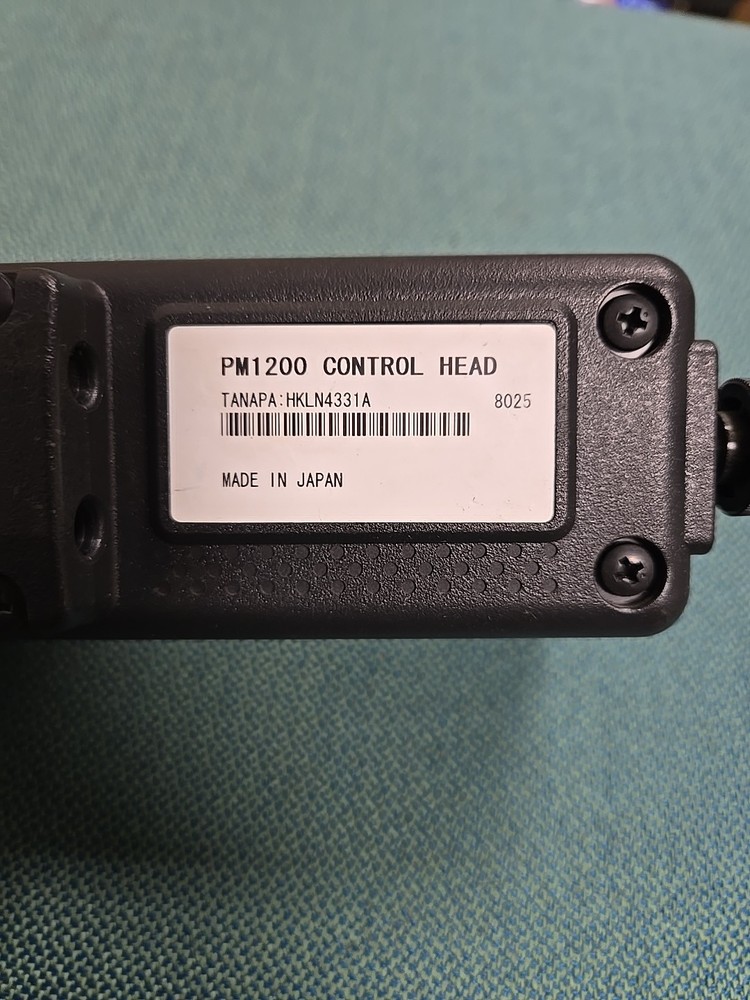 PM1200 CONTROL HEAD
TANAPA:HKLN4331A 8025
MADE IN JAPAN